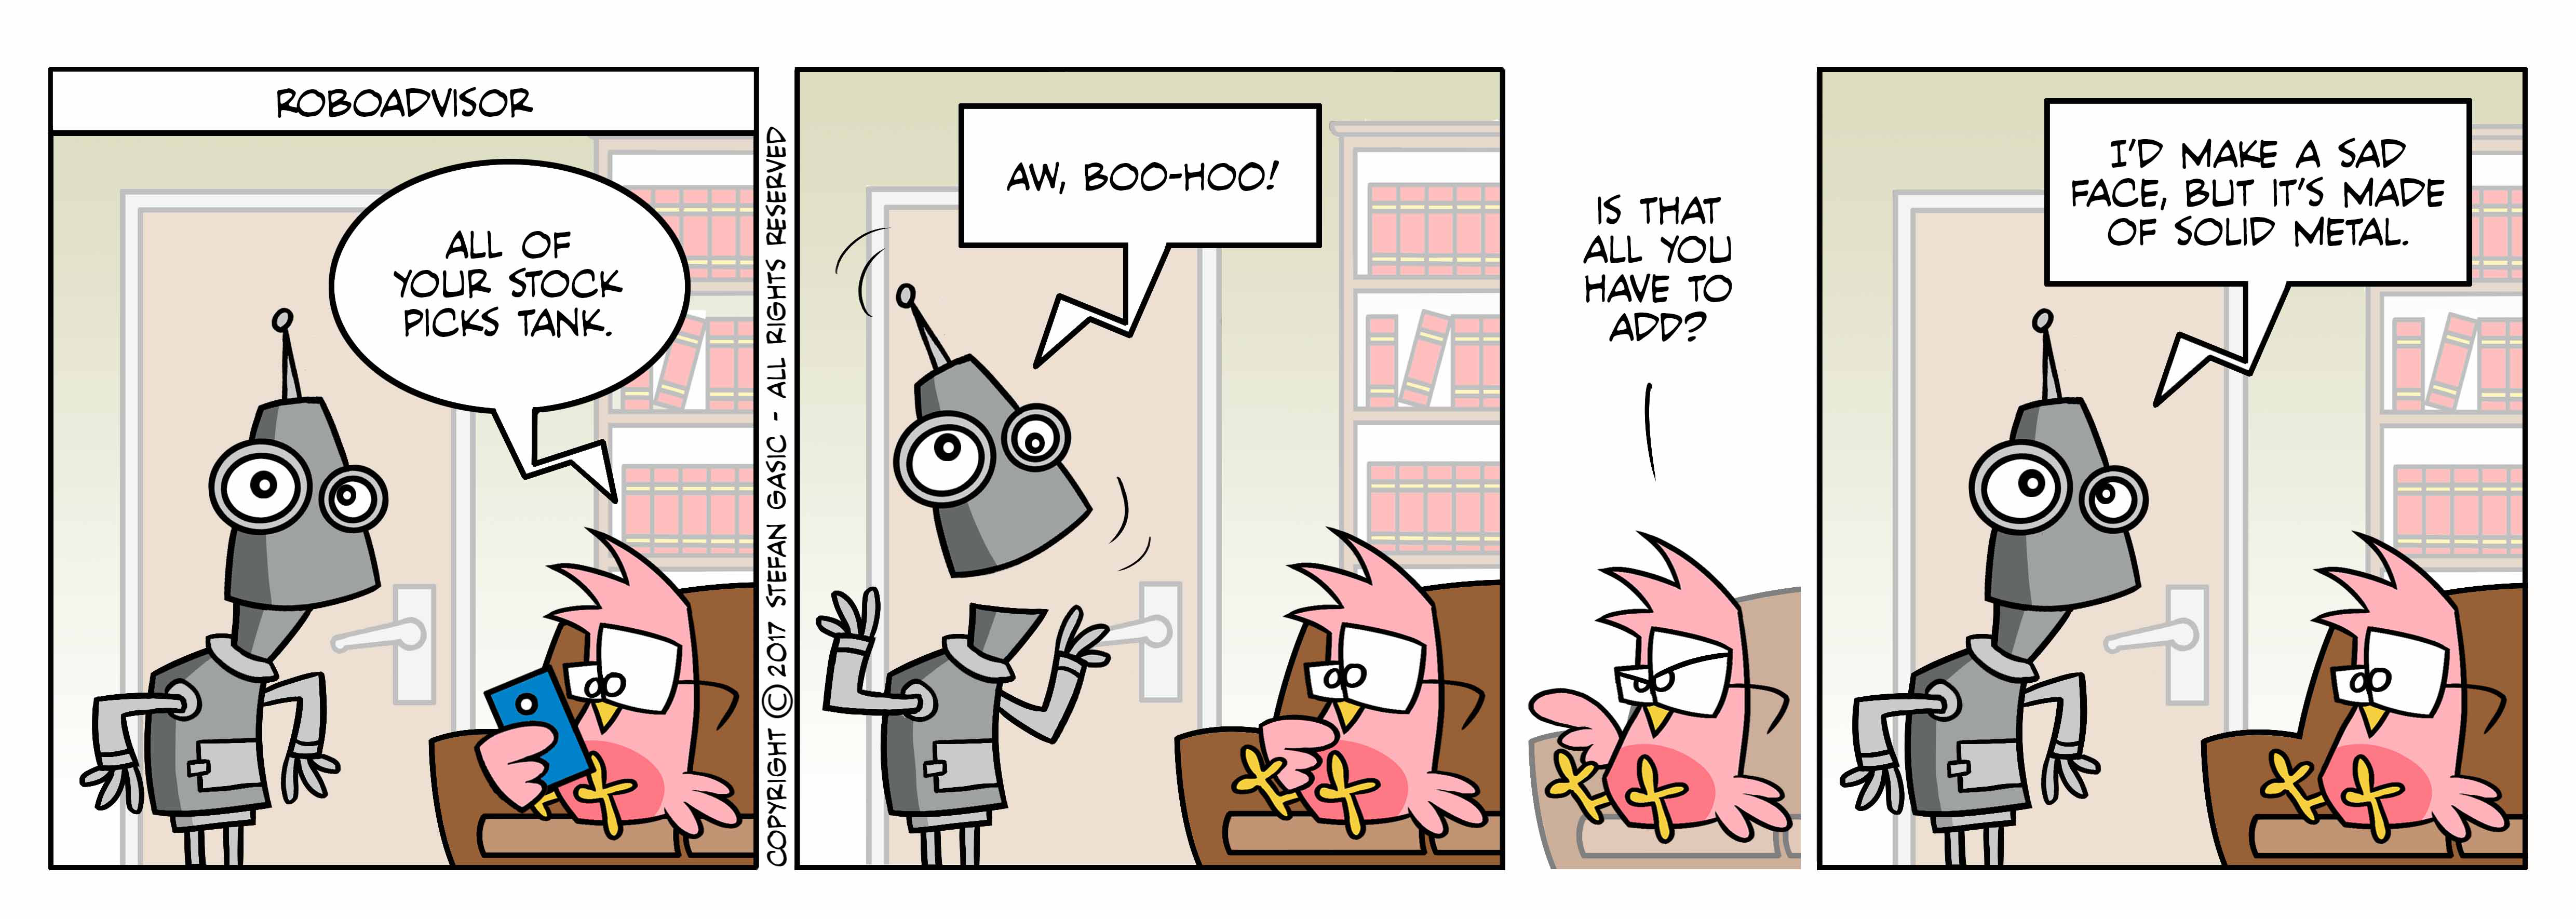 ROBOADVISOR
ALL OF
YOUR STOCK
PICKS TANK.
COPYRIGHT © 2017 STEFAN GASIC - ALL RIGHTS RESERVED
AW, BOO-HOO!
IS THAT
ALL YOU
HAVE TO
ADD?
I'D MAKE A SAD
FACE, BUT IT'S MADE
OF SOLID METAL.